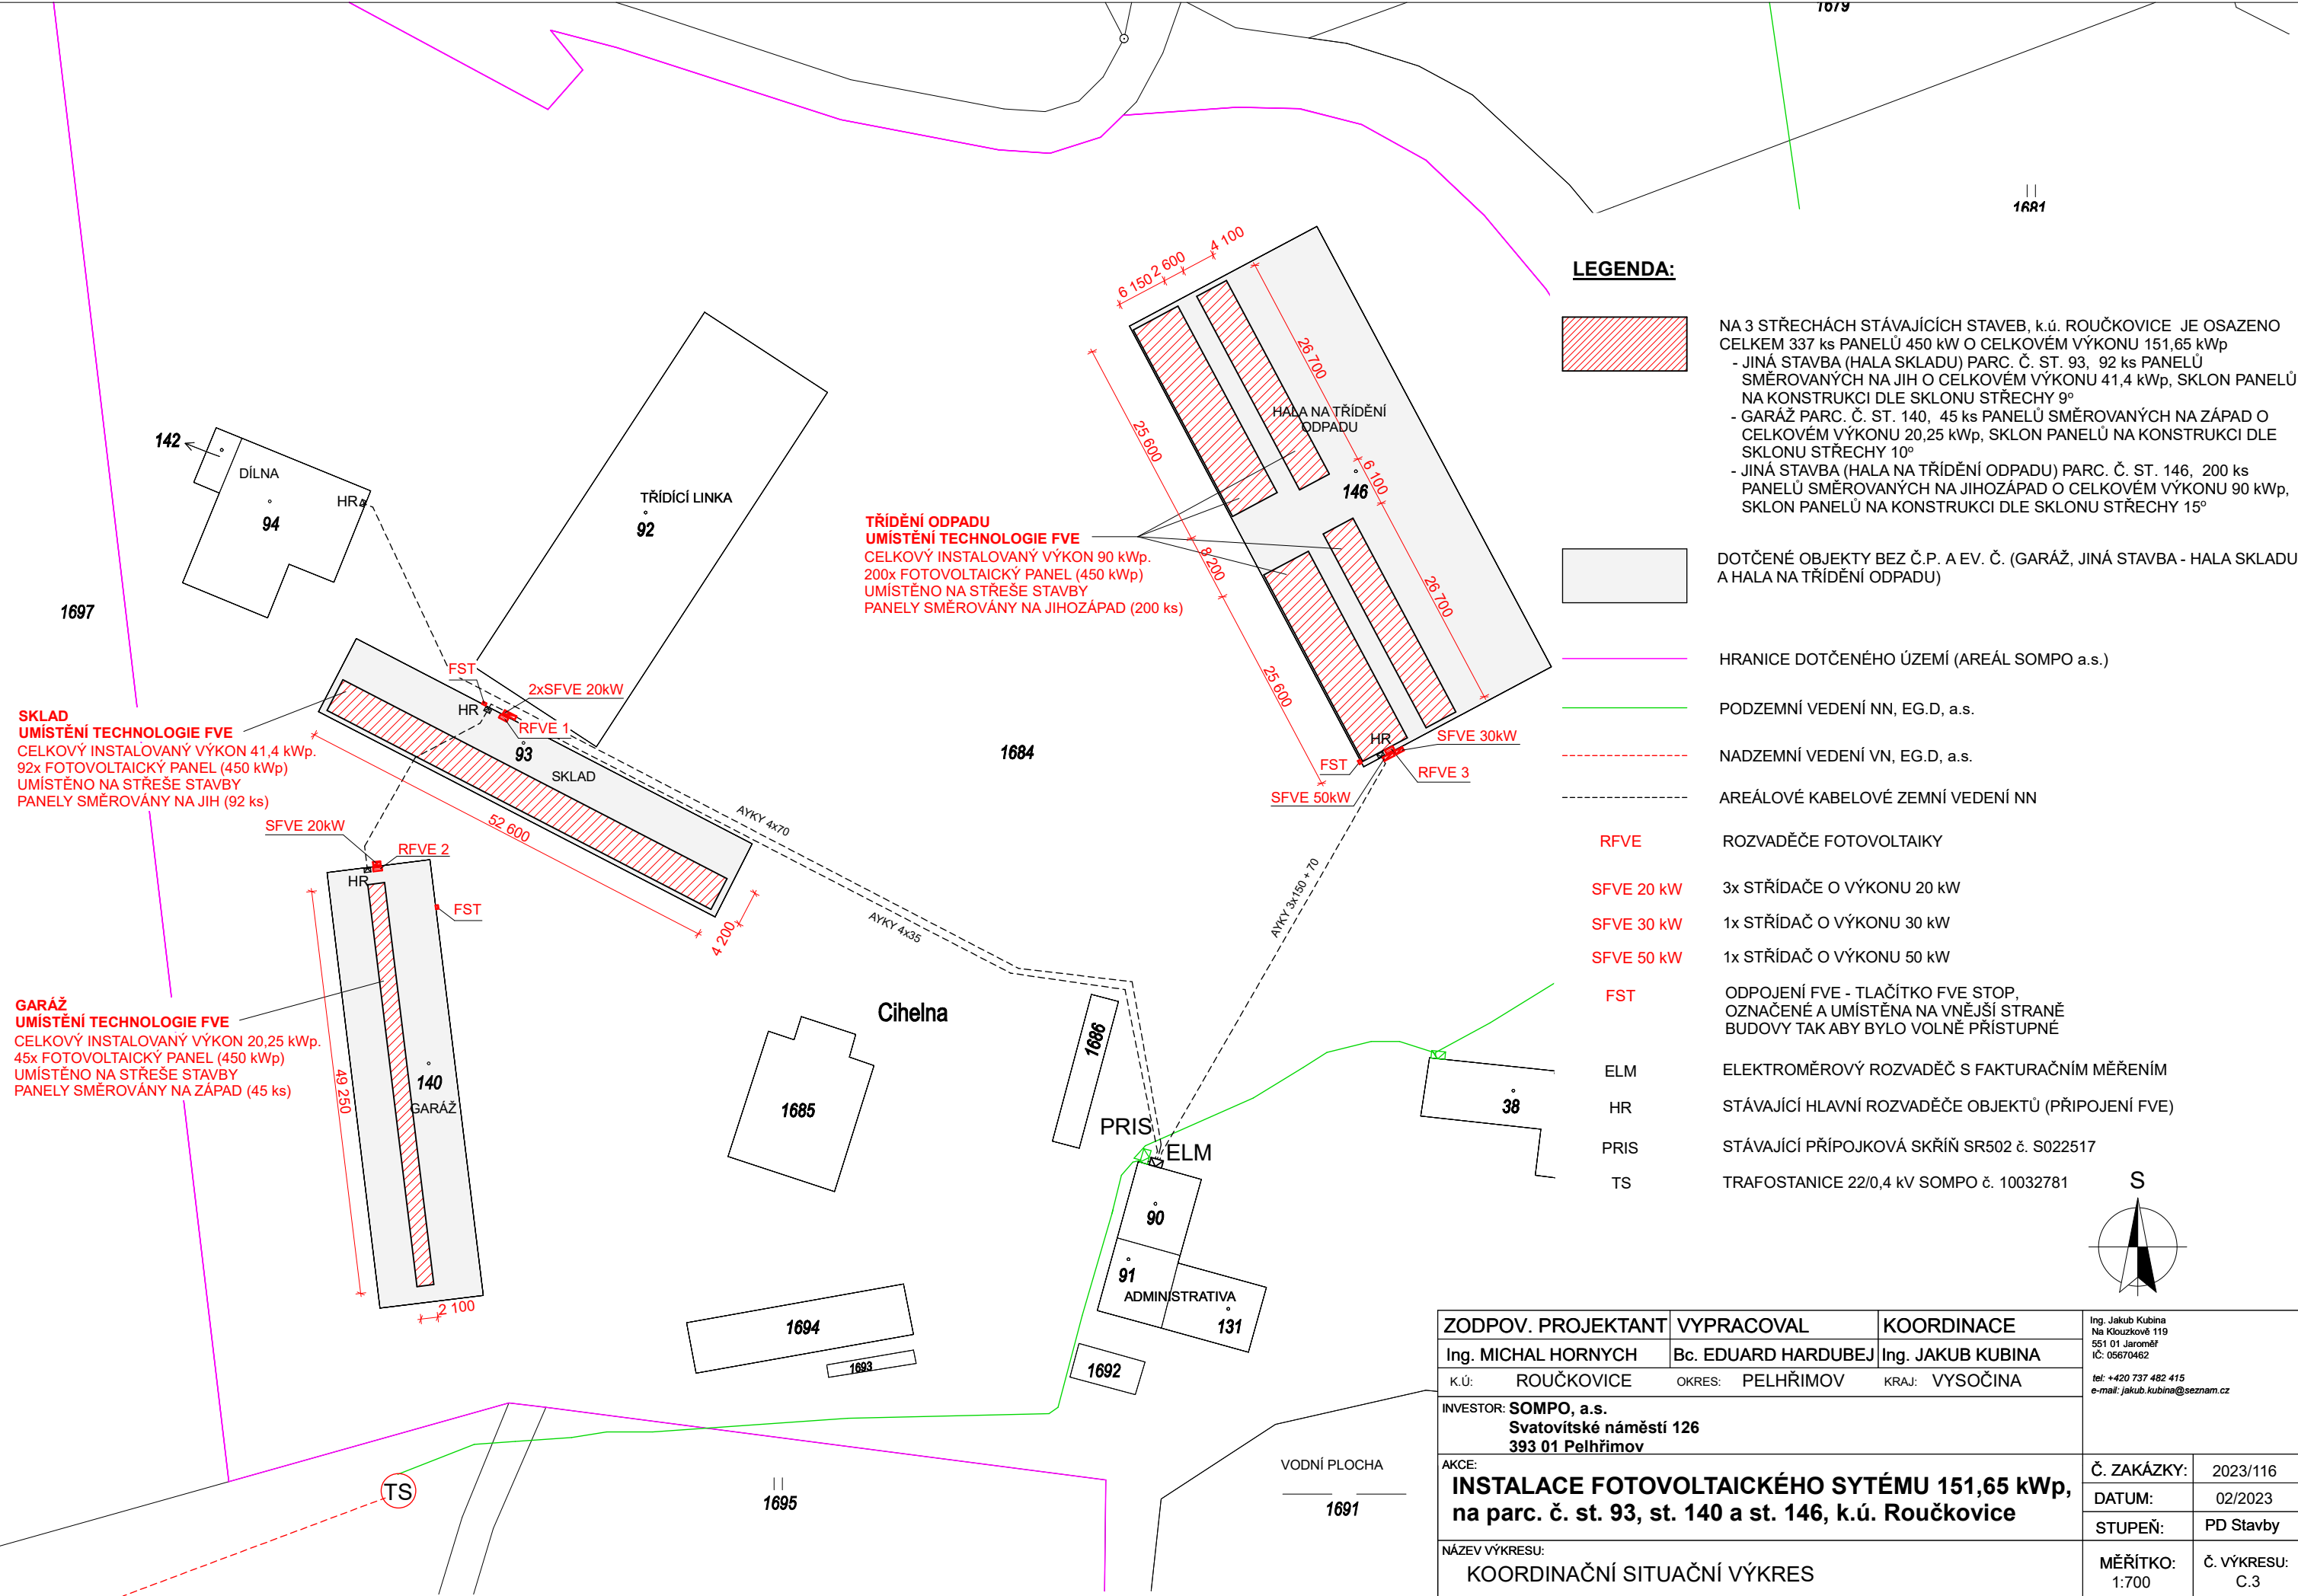 1679
1681
1697
142
DÍLNA
94
HR
TŘÍDÍCÍ LINKA
92
6 150
2 600
4 100
26 700
25 600
HALA NA TŘÍDĚNÍ
ODPADU
6 100
146
8 200
26 700
25 600
TŘÍDĚNÍ ODPADU
UMÍSTĚNÍ TECHNOLOGIE FVE
CELKOVÝ INSTALOVANÝ VÝKON 90 kWp.
200x FOTOVOLTAICKÝ PANEL (450 kWp)
UMÍSTĚNO NA STŘEŠE STAVBY
PANELY SMĚROVÁNY NA JIHOZÁPAD (200 ks)
HR
SFVE 30kW
FST
RFVE 3
SFVE 50kW
FST
2xSFVE 20kW
HR
RFVE 1
93
SKLAD
SKLAD
UMÍSTĚNÍ TECHNOLOGIE FVE
CELKOVÝ INSTALOVANÝ VÝKON 41,4 kWp.
92x FOTOVOLTAICKÝ PANEL (450 kWp)
UMÍSTĚNO NA STŘEŠE STAVBY
PANELY SMĚROVÁNY NA JIH (92 ks)
52 600
4 200
AYKY 4x70
AYKY 4x35
AYKY 3x150 + 70
1684
SFVE 20kW
RFVE 2
HR
FST
GARÁŽ
UMÍSTĚNÍ TECHNOLOGIE FVE
CELKOVÝ INSTALOVANÝ VÝKON 20,25 kWp.
45x FOTOVOLTAICKÝ PANEL (450 kWp)
UMÍSTĚNO NA STŘEŠE STAVBY
PANELY SMĚROVÁNY NA ZÁPAD (45 ks)
49 250
140
GARÁŽ
2 100
Cihelna
1685
1686
PRIS
ELM
38
90
91
ADMINISTRATIVA
131
1692
1694
1693
TS
1695
VODNÍ PLOCHA
1691
LEGENDA:
NA 3 STŘECHÁCH STÁVAJÍCÍCH STAVEB, k.ú. ROUČKOVICE JE OSAZENO
CELKEM 337 ks PANELŮ 450 kW O CELKOVÉM VÝKONU 151,65 kWp
- JINÁ STAVBA (HALA SKLADU) PARC. Č. ST. 93, 92 ks PANELŮ
SMĚROVANÝCH NA JIH O CELKOVÉM VÝKONU 41,4 kWp, SKLON PANELŮ
NA KONSTRUKCI DLE SKLONU STŘECHY 9º
- GARÁŽ PARC. Č. ST. 140, 45 ks PANELŮ SMĚROVANÝCH NA ZÁPAD O
CELKOVÉM VÝKONU 20,25 kWp, SKLON PANELŮ NA KONSTRUKCI DLE
SKLONU STŘECHY 10º
- JINÁ STAVBA (HALA NA TŘÍDĚNÍ ODPADU) PARC. Č. ST. 146, 200 ks
PANELŮ SMĚROVANÝCH NA JIHOZÁPAD O CELKOVÉM VÝKONU 90 kWp,
SKLON PANELŮ NA KONSTRUKCI DLE SKLONU STŘECHY 15º
DOTČENÉ OBJEKTY BEZ Č.P. A EV. Č. (GARÁŽ, JINÁ STAVBA - HALA SKLADU
A HALA NA TŘÍDĚNÍ ODPADU)
HRANICE DOTČENÉHO ÚZEMÍ (AREÁL SOMPO a.s.)
PODZEMNÍ VEDENÍ NN, EG.D, a.s.
NADZEMNÍ VEDENÍ VN, EG.D, a.s.
AREÁLOVÉ KABELOVÉ ZEMNÍ VEDENÍ NN
RFVE ROZVADĚČE FOTOVOLTAIKY
SFVE 20 kW 3x STŘÍDAČE O VÝKONU 20 kW
SFVE 30 kW 1x STŘÍDAČ O VÝKONU 30 kW
SFVE 50 kW 1x STŘÍDAČ O VÝKONU 50 kW
FST ODPOJENÍ FVE - TLAČÍTKO FVE STOP,
OZNAČENÉ A UMÍSTĚNA NA VNĚJŠÍ STRANĚ
BUDOVY TAK ABY BYLO VOLNĚ PŘÍSTUPNÉ
ELM ELEKTROMĚROVÝ ROZVADĚČ S FAKTURAČNÍM MĚŘENÍM
HR STÁVAJÍCÍ HLAVNÍ ROZVADĚČE OBJEKTŮ (PŘIPOJENÍ FVE)
PRIS STÁVAJÍCÍ PŘÍPOJKOVÁ SKŘÍŇ SR502 č. S022517
TS TRAFOSTANICE 22/0,4 kV SOMPO č. 10032781
S
ZODPOV. PROJEKTANT VYPRACOVAL KOORDINACE
Ing. MICHAL HORNYCH Bc. EDUARD HARDUBEJ Ing. JAKUB KUBINA
K.Ú: ROUČKOVICE OKRES: PELHŘIMOV KRAJ: VYSOČINA
Ing. Jakub Kubina
Na Klouzkově 119
551 01 Jaroměř
IČ: 05670462
tel: +420 737 482 415
e-mail: jakub.kubina@seznam.cz
INVESTOR: SOMPO, a.s.
Svatovítské náměstí 126
393 01 Pelhřimov
AKCE:
INSTALACE FOTOVOLTAICKÉHO SYTÉMU 151,65 kWp,
na parc. č. st. 93, st. 140 a st. 146, k.ú. Roučkovice
Č. ZAKÁZKY: 2023/116
DATUM: 02/2023
STUPEŇ: PD Stavby
NÁZEV VÝKRESU:
KOORDINAČNÍ SITUAČNÍ VÝKRES
MĚŘÍTKO:
1:700
Č. VÝKRESU:
C.3